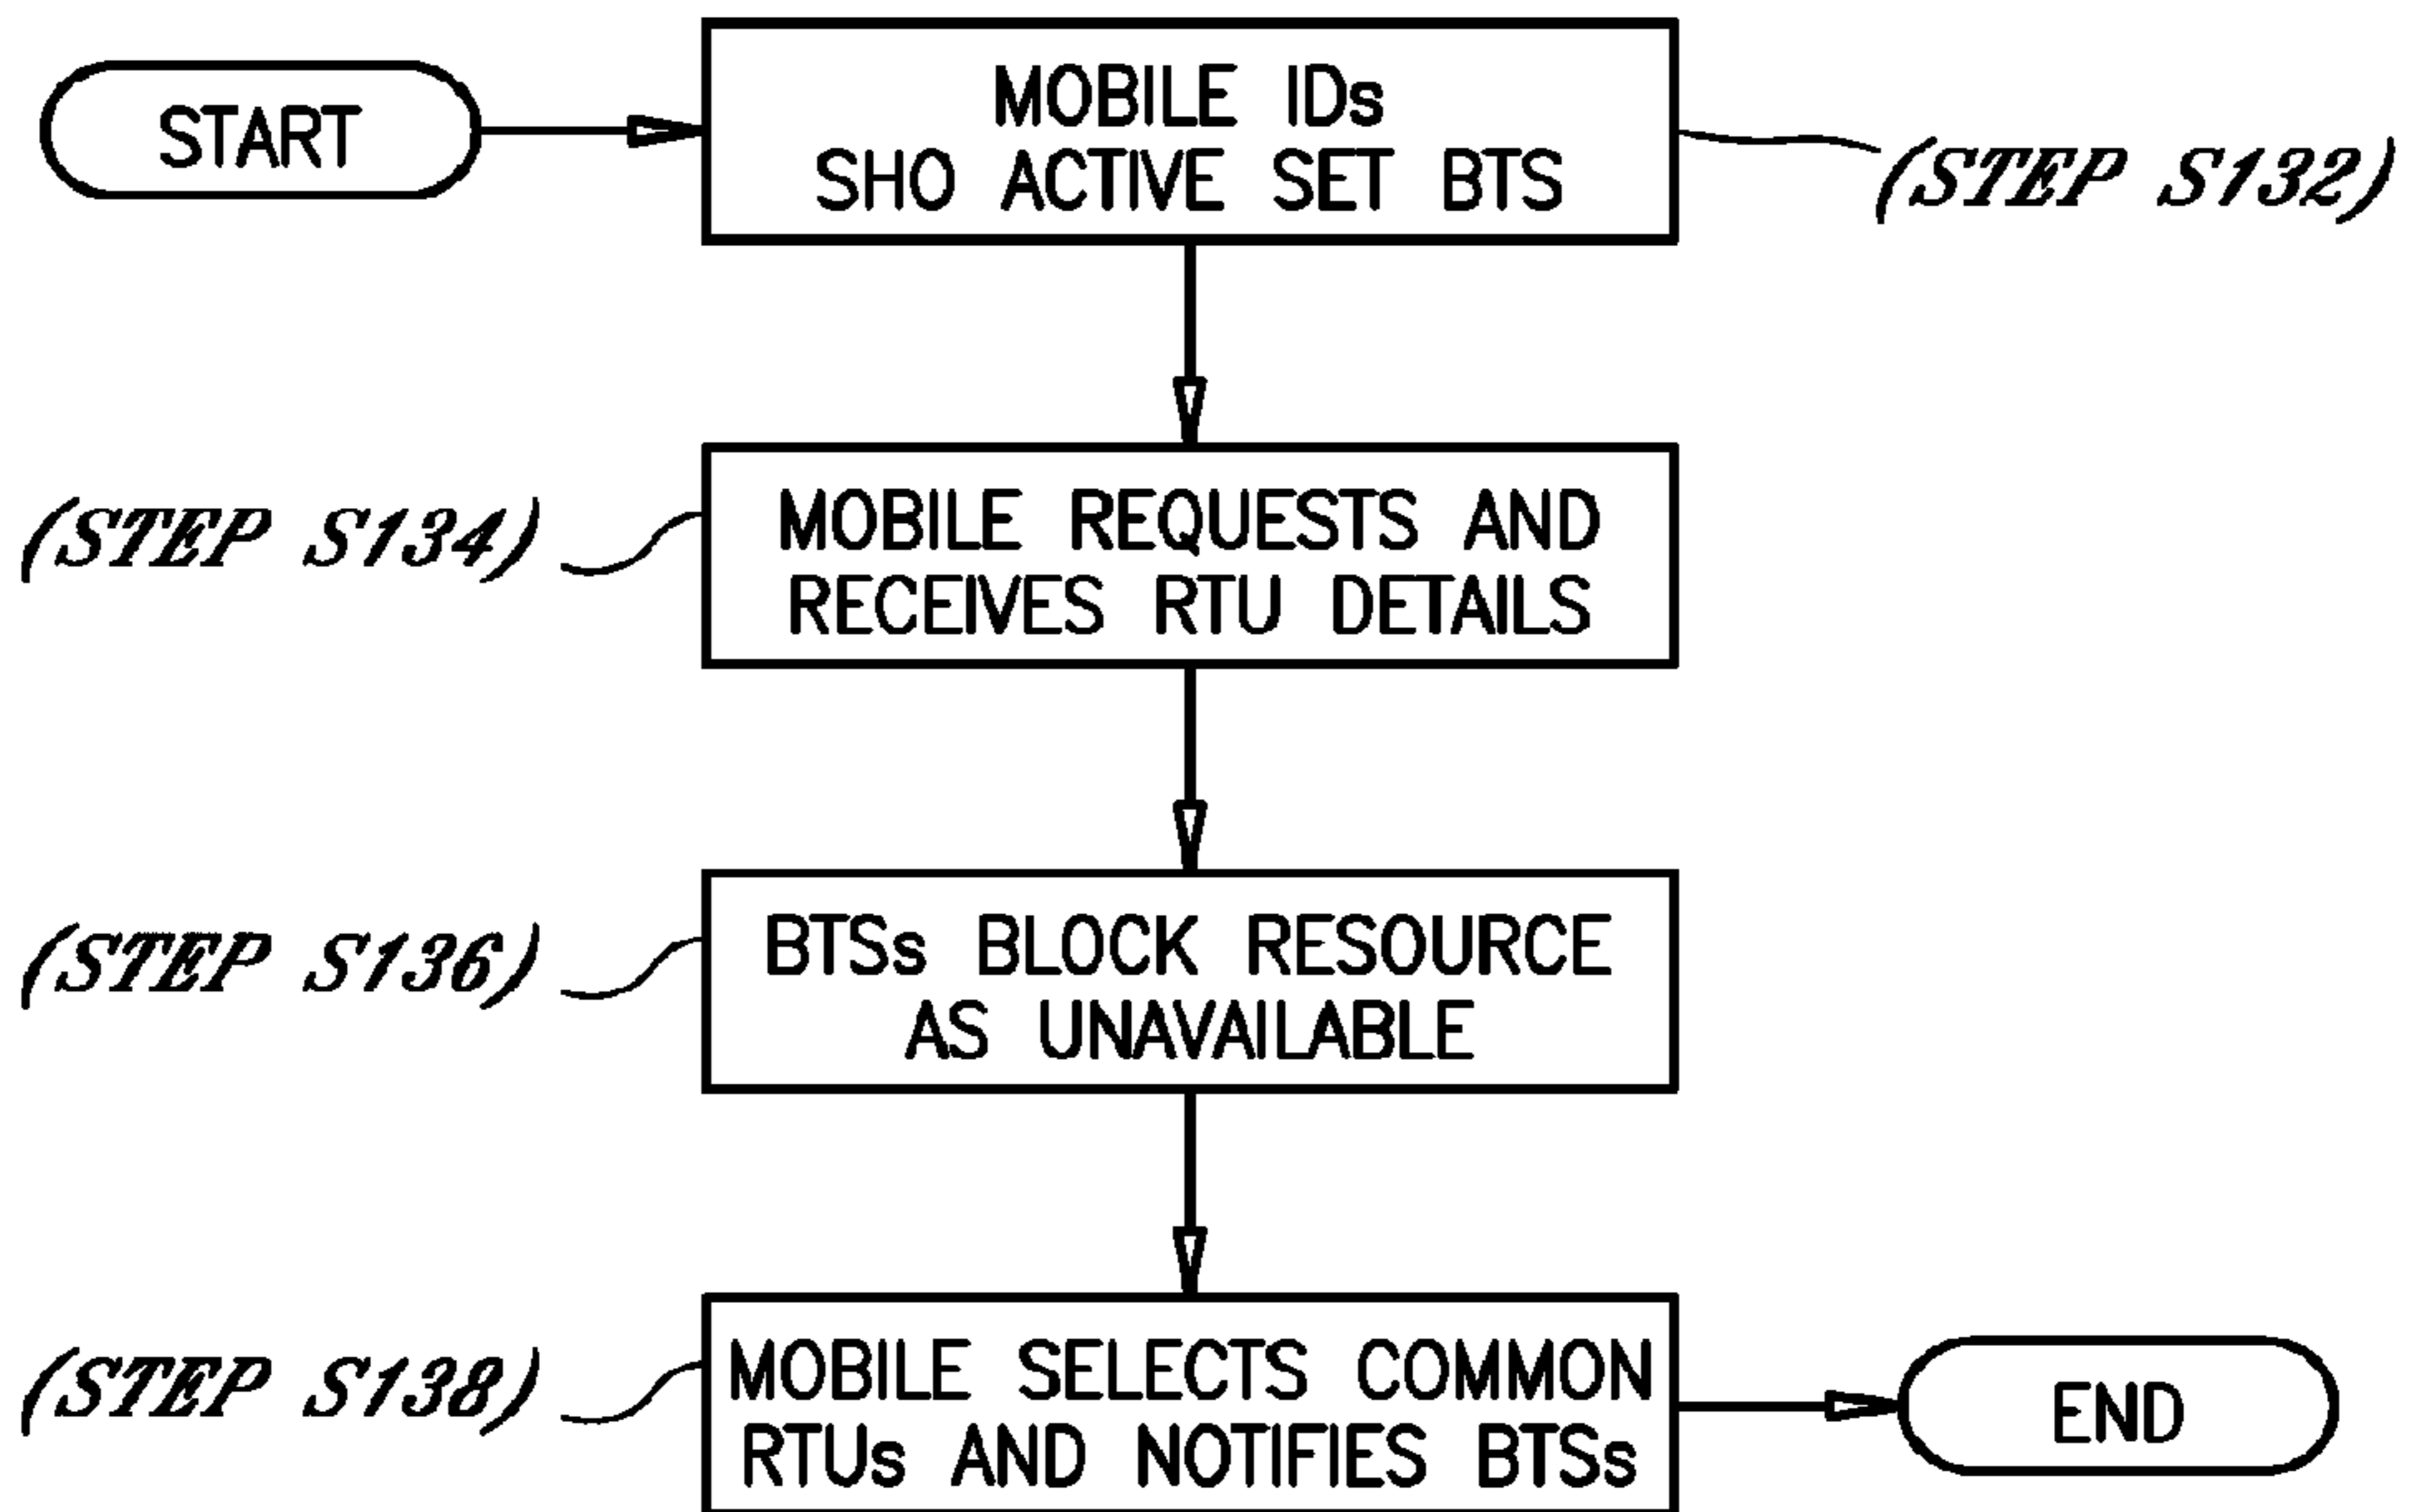 START
MOBILE IDs
SHO ACTIVE SET BTS
(STEP S132)
(STEP S134)
MOBILE REQUESTS AND
RECEIVES RTU DETAILS
(STEP S136)
BTSs BLOCK RESOURCE
AS UNAVAILABLE
(STEP S138)
MOBILE SELECTS COMMON
RTUs AND NOTIFIES BTSs
END